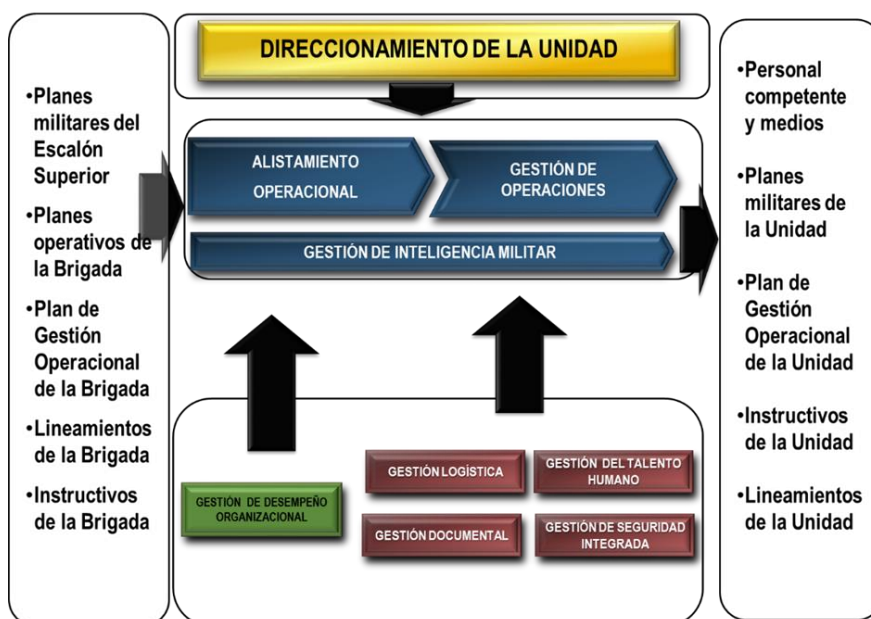 DIRECCIONAMIENTO DE LA UNIDAD
•Planes
militares del
Escalón
Superior
•Planes
operativos de
la Brigada
•Plan de
Gestión
Operacional
de la Brigada
•Lineamientos
de la Brigada
•Instructivos
de la Brigada
ALISTAMIENTO
OPERACIONAL
GESTIÓN DE
OPERACIONES
GESTIÓN DE INTELIGENCIA MILITAR
GESTIÓN DE DESEMPEÑO
ORGANIZACIONAL
GESTIÓN LOGÍSTICA
GESTIÓN DEL TALENTO
HUMANO
GESTIÓN DOCUMENTAL
GESTIÓN DE SEGURIDAD
INTEGRADA
•Personal
competente
y medios
•Planes
militares de
la Unidad
•Plan de
Gestión
Operacional
de la Unidad
•Instructivos
de la Unidad
•Lineamientos
de la Unidad